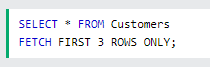 SELECT * FROM Customers
FETCH FIRST 3 ROWS ONLY;